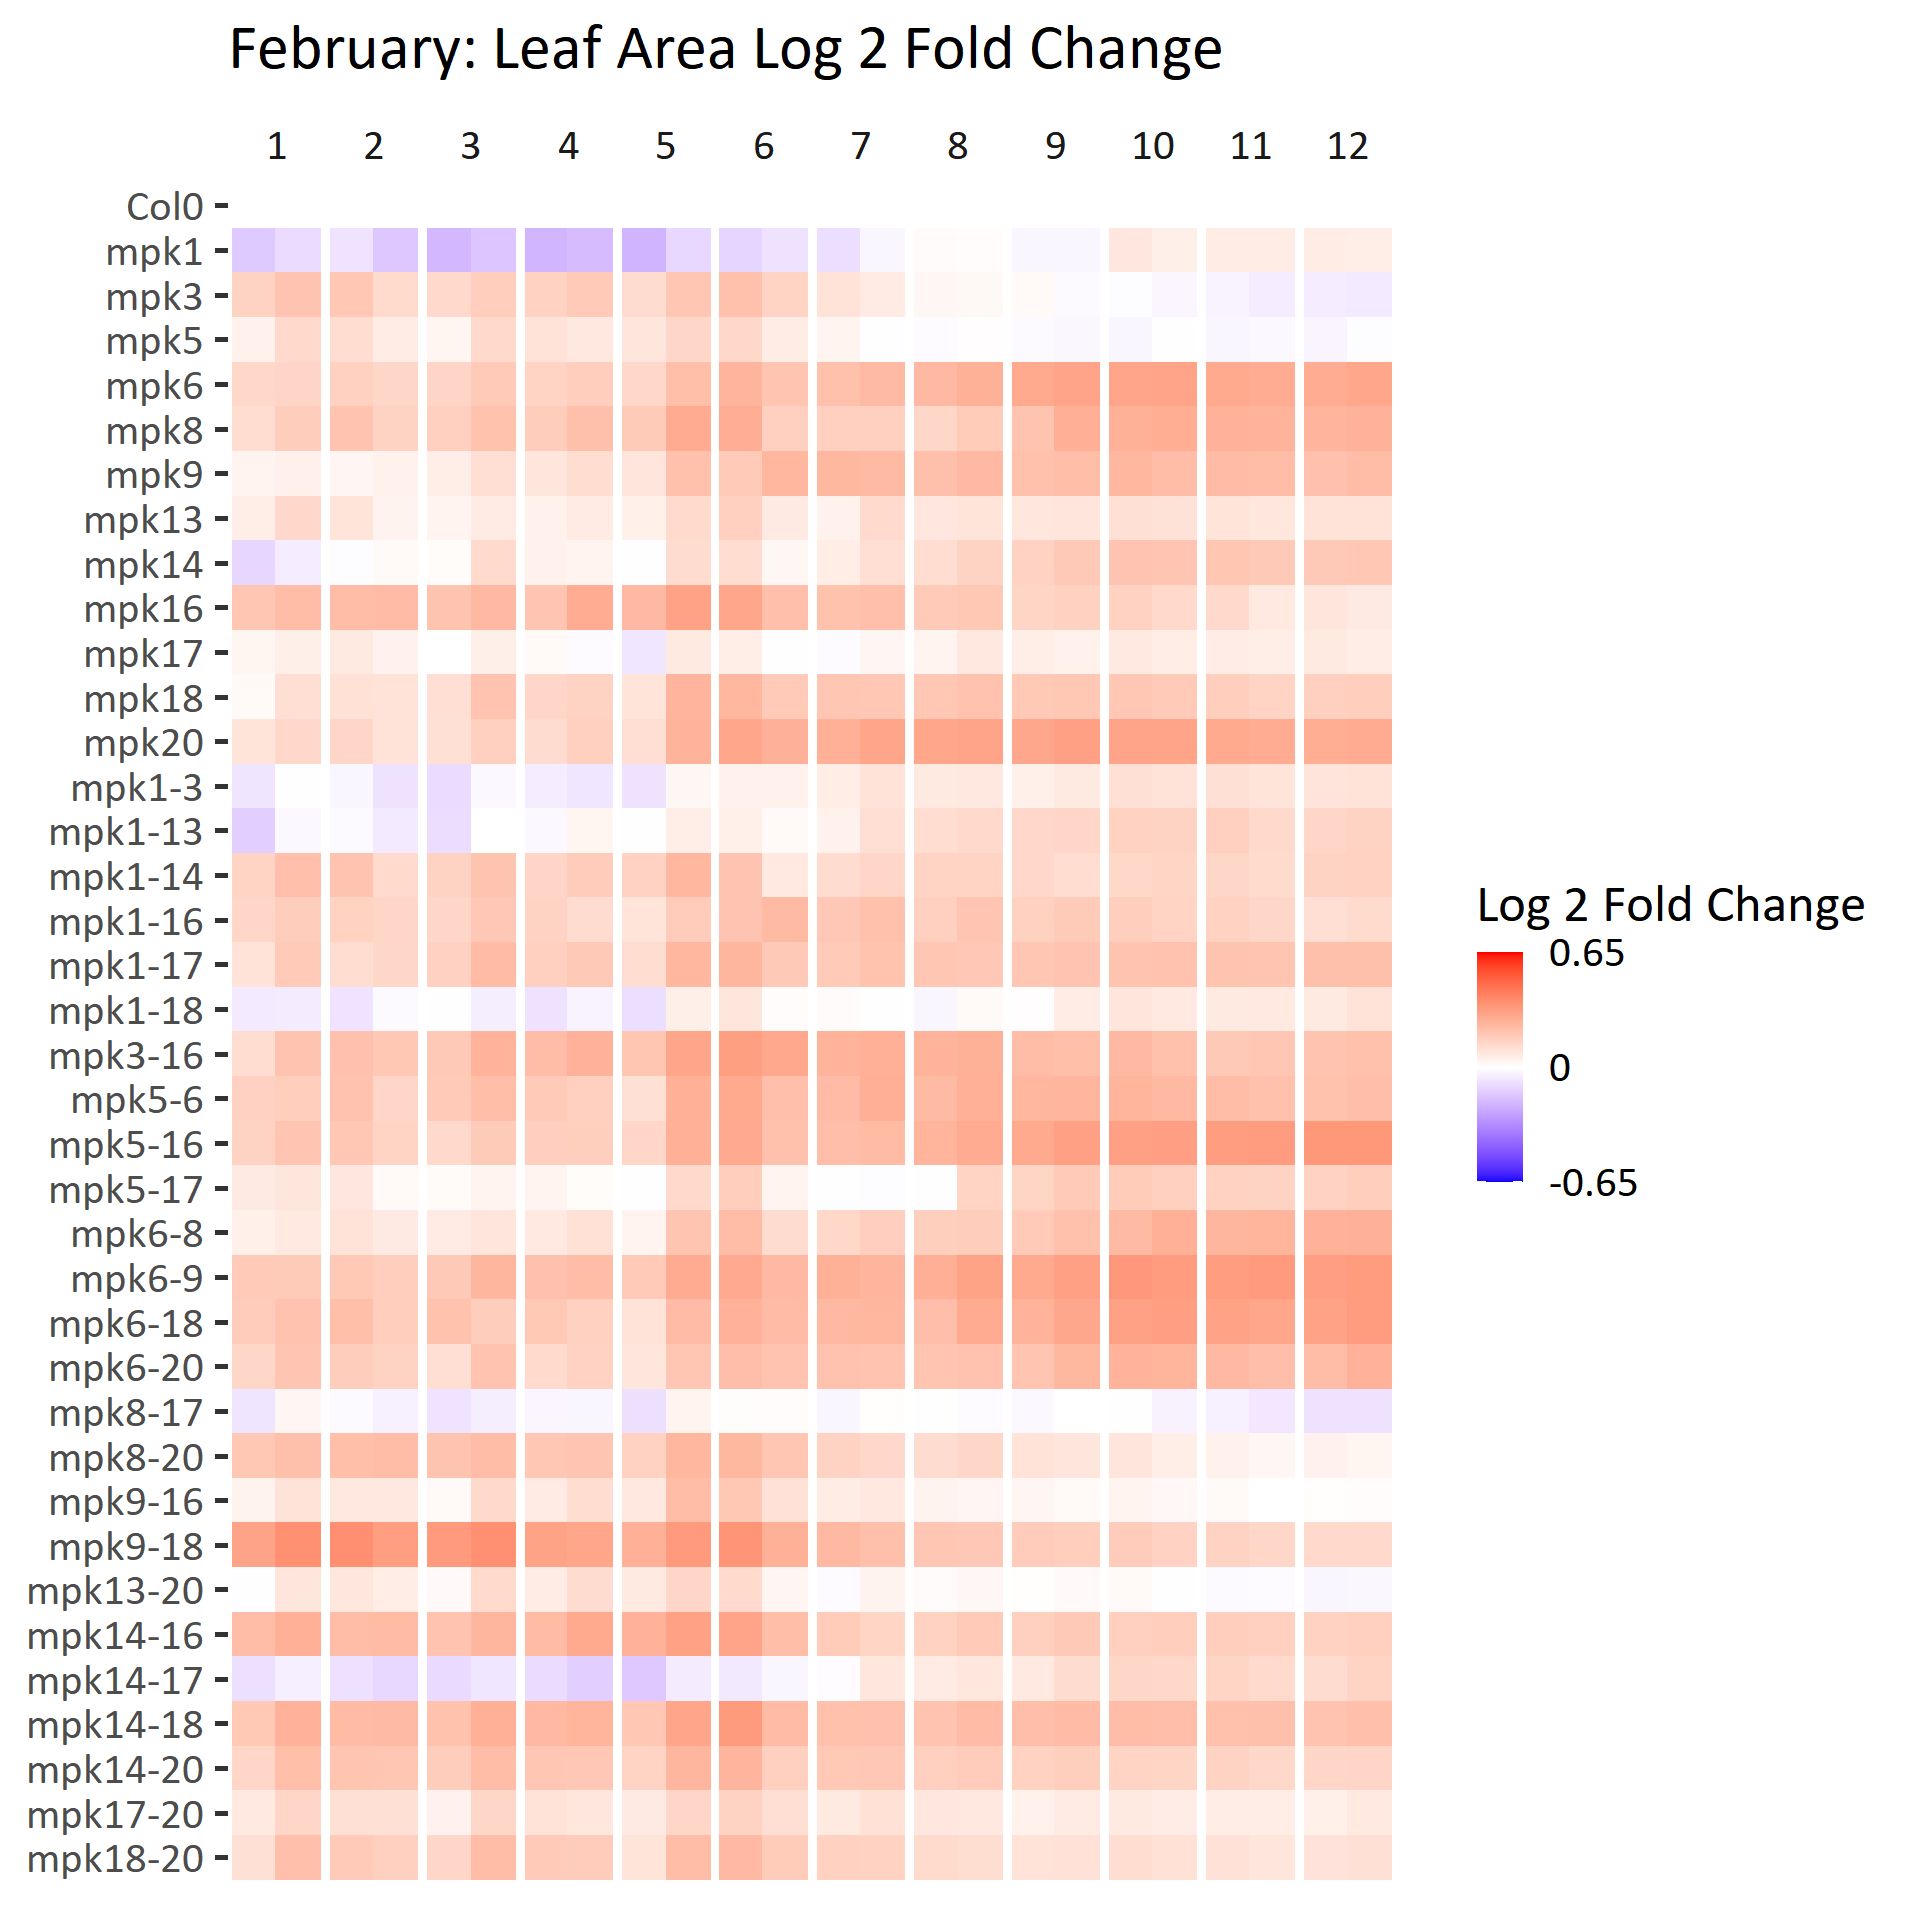 February: Leaf Area Log 2 Fold Change
1 2 3 4 5 6 7 8 9 10 11 12
Col0
mpk1
mpk3
mpk5
mpk6
mpk8
mpk9
mpk13
mpk14
mpk16
mpk17
mpk18
mpk20
mpk1-3
mpk1-13
mpk1-14
mpk1-16
mpk1-17
mpk1-18
mpk3-16
mpk5-6
mpk5-16
mpk5-17
mpk6-8
mpk6-9
mpk6-18
mpk6-20
mpk8-17
mpk8-20
mpk9-16
mpk9-18
mpk13-20
mpk14-16
mpk14-17
mpk14-18
mpk14-20
mpk17-20
mpk18-20
Log 2 Fold Change
0.65
0
-0.65